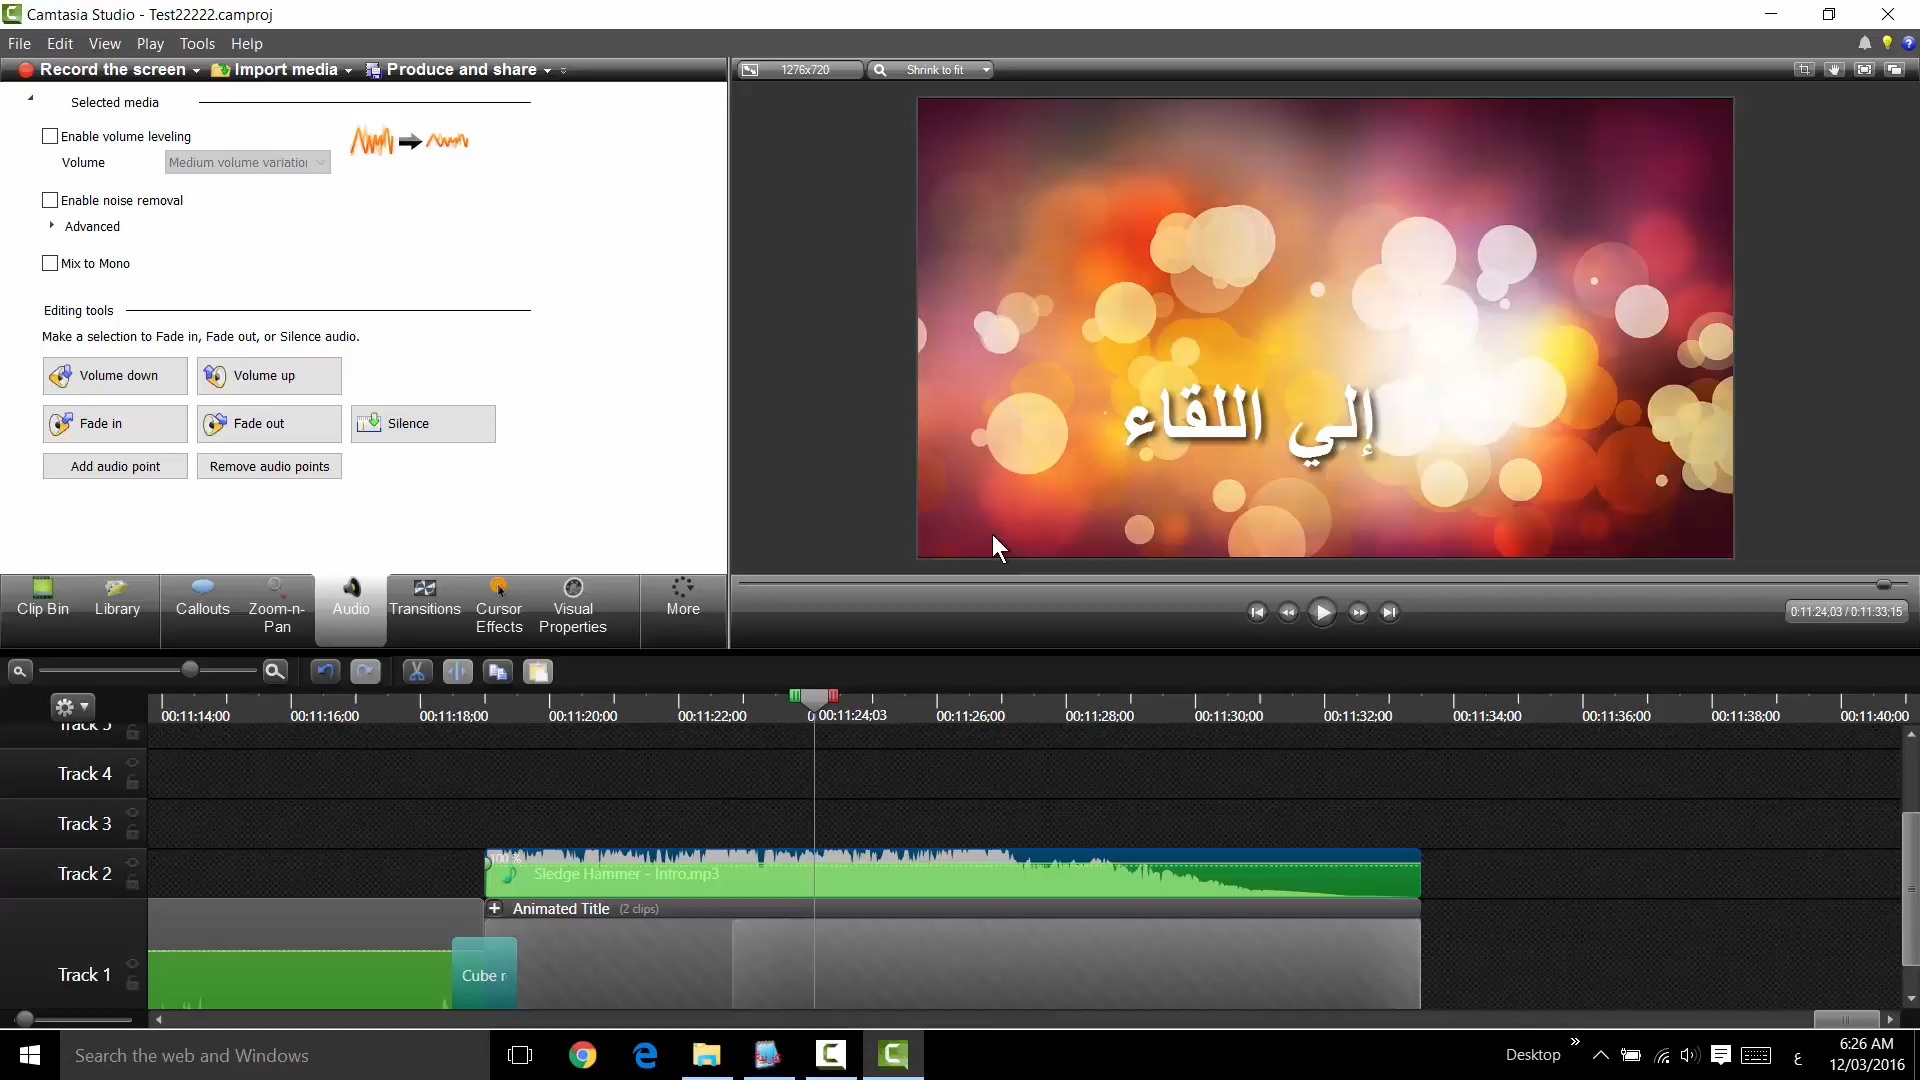 Camtasia Studio - Test22222.camproj
File Edit View Play Tools Help
Record the screen Import media Produce and share
1276x720 Shrink to fit
Selected media
Enable volume leveling
Volume Medium volume variation
Enable noise removal
Advanced
Mix to Mono
Editing tools
Make a selection to Fade in, Fade out, or Silence audio.
Volume down Volume up
Fade in Fade out Silence
Add audio point Remove audio points
إلي اللقاء
Clip Bin Library Callouts Zoom-n-Pan Audio Transitions Cursor Effects Visual Properties More
0:11:24;03 / 0:11:33;15
00:11:14;00 00:11:16;00 00:11:18;00 00:11:20;00 00:11:22;00 0 00:11:24;03 00:11:26;00 00:11:28;00 00:11:30;00 00:11:32;00 00:11:34;00 00:11:36;00 00:11:38;00 00:11:40;00
Track 5
Track 4
Track 3
100 %
Track 2 Sledge Hammer - Intro.mp3
Animated Title (2 clips)
Track 1 Cube r
Search the web and Windows
Desktop ع 6:26 AM
12/03/2016